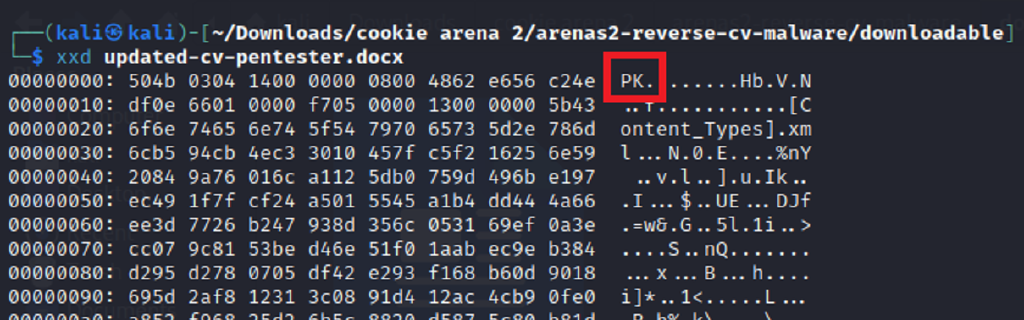 ┌──(kali㉿kali)-[~/Downloads/cookie arena 2/arenas2-reverse-cv-malware/downloadable]
└─$ xxd updated-cv-pentester.docx
00000000: 504b 0304 1400 0000 0800 4862 e656 c24e  PK........Hb.V.N
00000010: df0e 6601 0000 f705 0000 1300 0000 5b43  ..f...........[C
00000020: 6f6e 7465 6e74 5f54 7970 6573 5d2e 786d  ontent_Types].xm
00000030: 6cb5 94cb 4ec3 3010 457f c5f2 1625 6e59  l...N.0.E....%nY
00000040: 2084 9a76 016c a112 5db0 759d 496b e197   ..v.l..].u.Ik..
00000050: ec49 1f7f cf24 a501 5545 a1b4 dd44 4a66  .I...$..UE...DJf
00000060: ee3d 7726 b247 938d 356c 0531 69ef 0a3e  .=w&.G..5l.1i..>
00000070: cc07 9c81 53be d46e 51f0 1aab ec9e b384  ....S..nQ.......
00000080: d295 d278 0705 df42 e293 f168 b60d 9018  ...x...B...h....
00000090: 695d 2af8 1231 3c08 91d4 12ac 4cb9 0fe0  i]*..1<.....L...